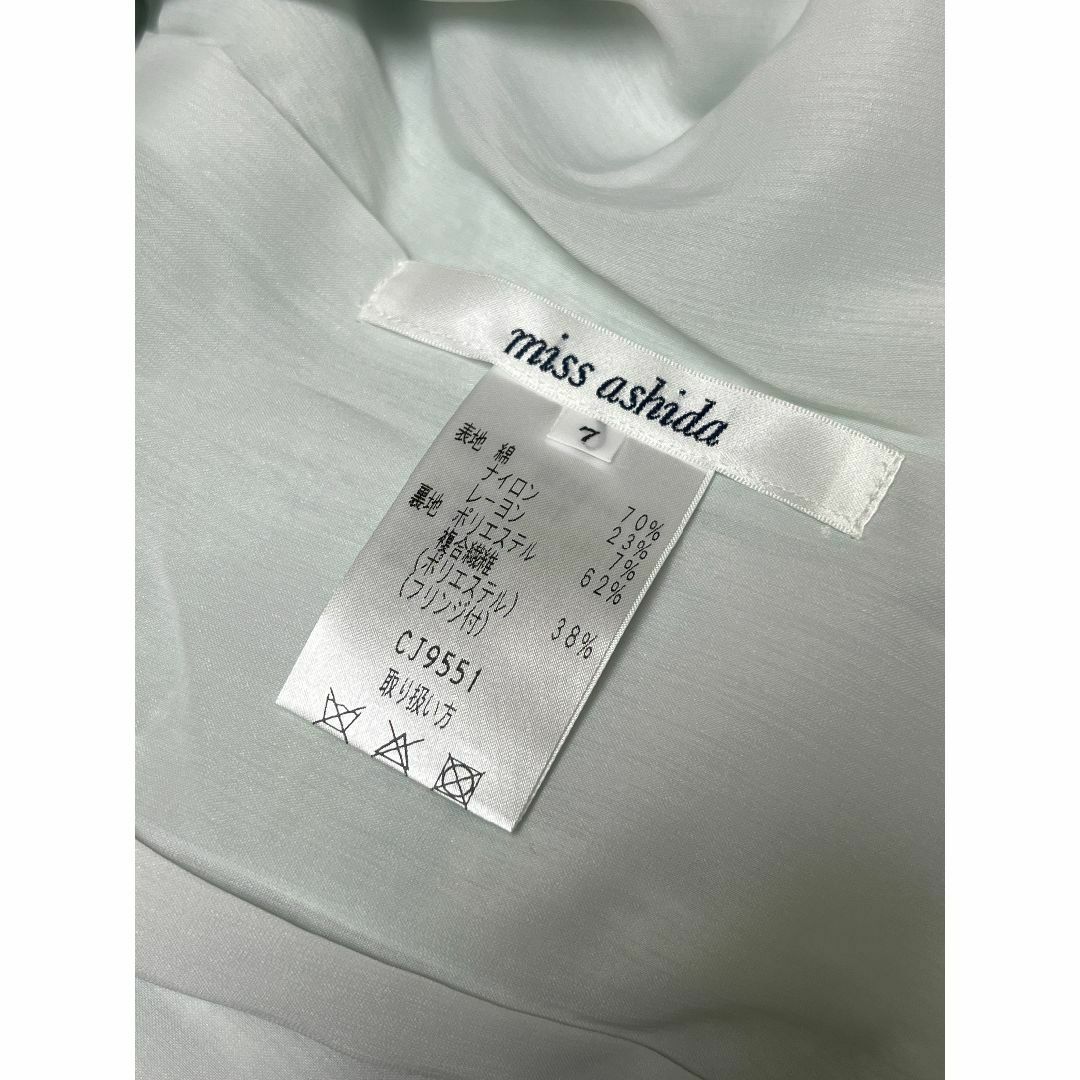 miss ashida
7
表地 綿 70%
ナイロン 23%
レーヨン 7%
裏地 ポリエステル 62%
複合繊維
(ポリエステル) 38%
(フリンジ付)
CJ9551
取り扱い方